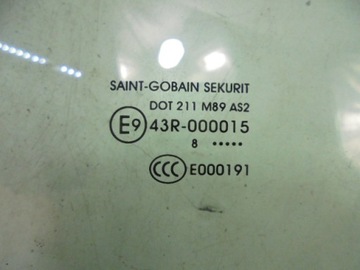 SAINT-GOBAIN SEKURIT
DOT 211 M89 AS2
E9 43R-000015
8 •••••
CCC E000191